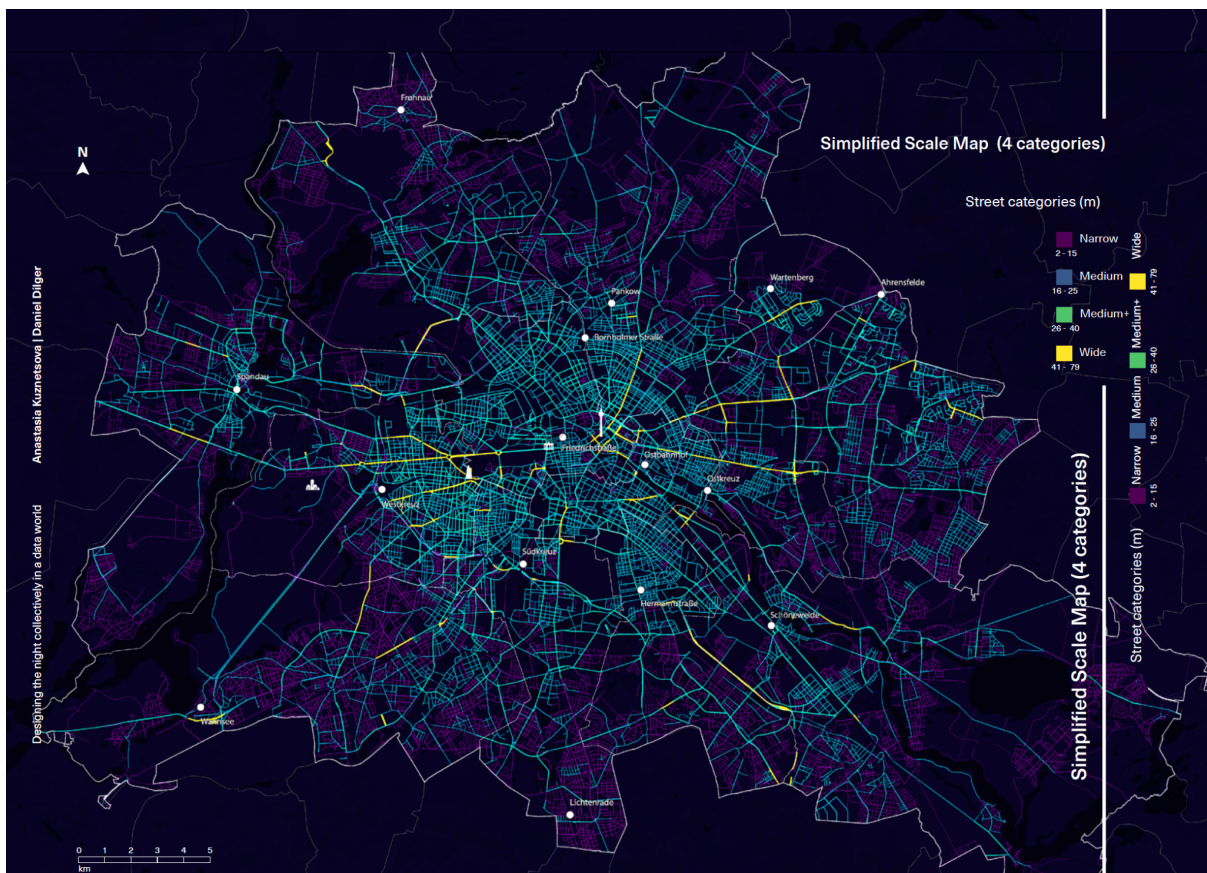 Frohnau
N
Simplified Scale Map (4 categories)
Street categories (m)
Narrow
2 - 15
Medium
16 - 25
Medium+
26 - 40
Wide
41 - 79
Wartenberg
Ahrensfelde
Pankow
Bornholmer Straße
Spandau
Friedrichstraße
Ostbahnhof
Ostkreuz
Westkreuz
Südkreuz
Hermannstraße
Schöneweide
Wannsee
Lichtenrade
0 1 2 3 4 5
km
Designing the night collectively in a data world
Anastasia Kuznetsova | Daniel Dilger
Simplified Scale Map (4 categories)
Street categories (m)
Narrow
2 - 15
Medium
16 - 25
Medium+
26 - 40
Wide
41 - 79